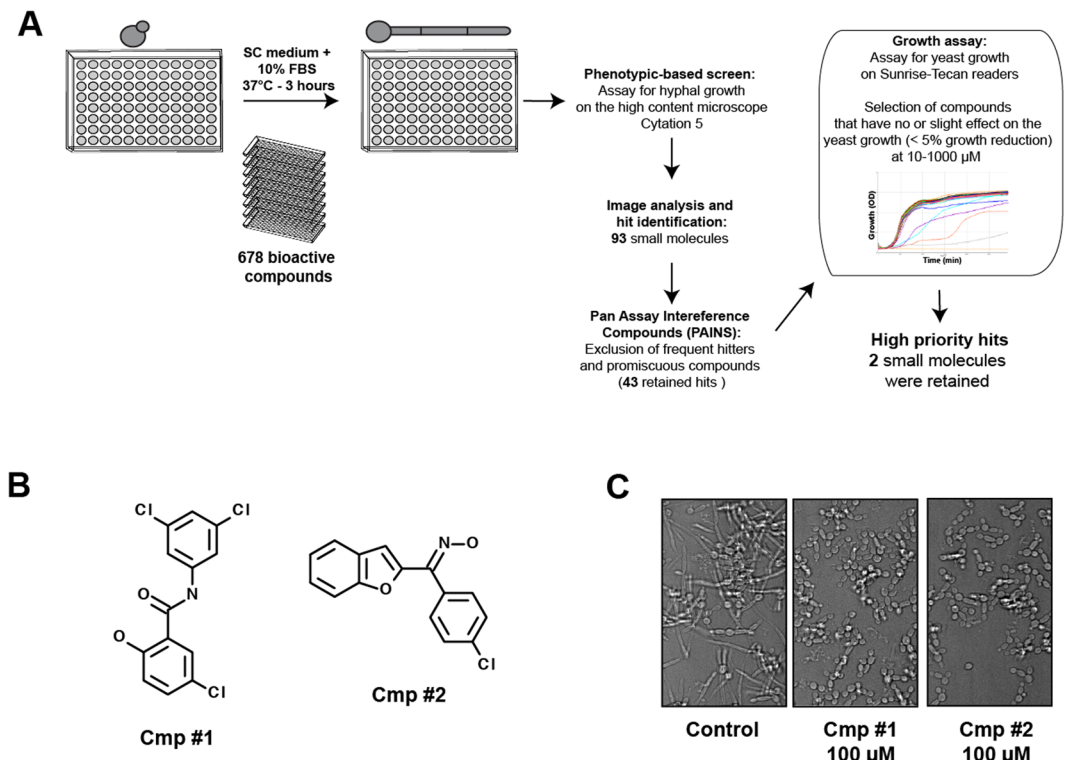 A
SC medium +
10% FBS
37°C - 3 hours
678 bioactive
compounds
Phenotypic-based screen:
Assay for hyphal growth
on the high content microscope
Cytation 5
Image analysis and
hit identification:
93 small molecules
Pan Assay Intereference
Compounds (PAINS):
Exclusion of frequent hitters
and promiscuous compounds
(43 retained hits )
Growth assay:
Assay for yeast growth
on Sunrise-Tecan readers
Selection of compounds
that have no or slight effect on the
yeast growth (< 5% growth reduction)
at 10-1000 µM
Growth (OD)
Time (min)
High priority hits
2 small molecules
were retained
B
Cl
Cl
O
N
O
Cl
Cmp #1
N–O
O
Cl
Cmp #2
C
Control
Cmp #1
100 µM
Cmp #2
100 µM